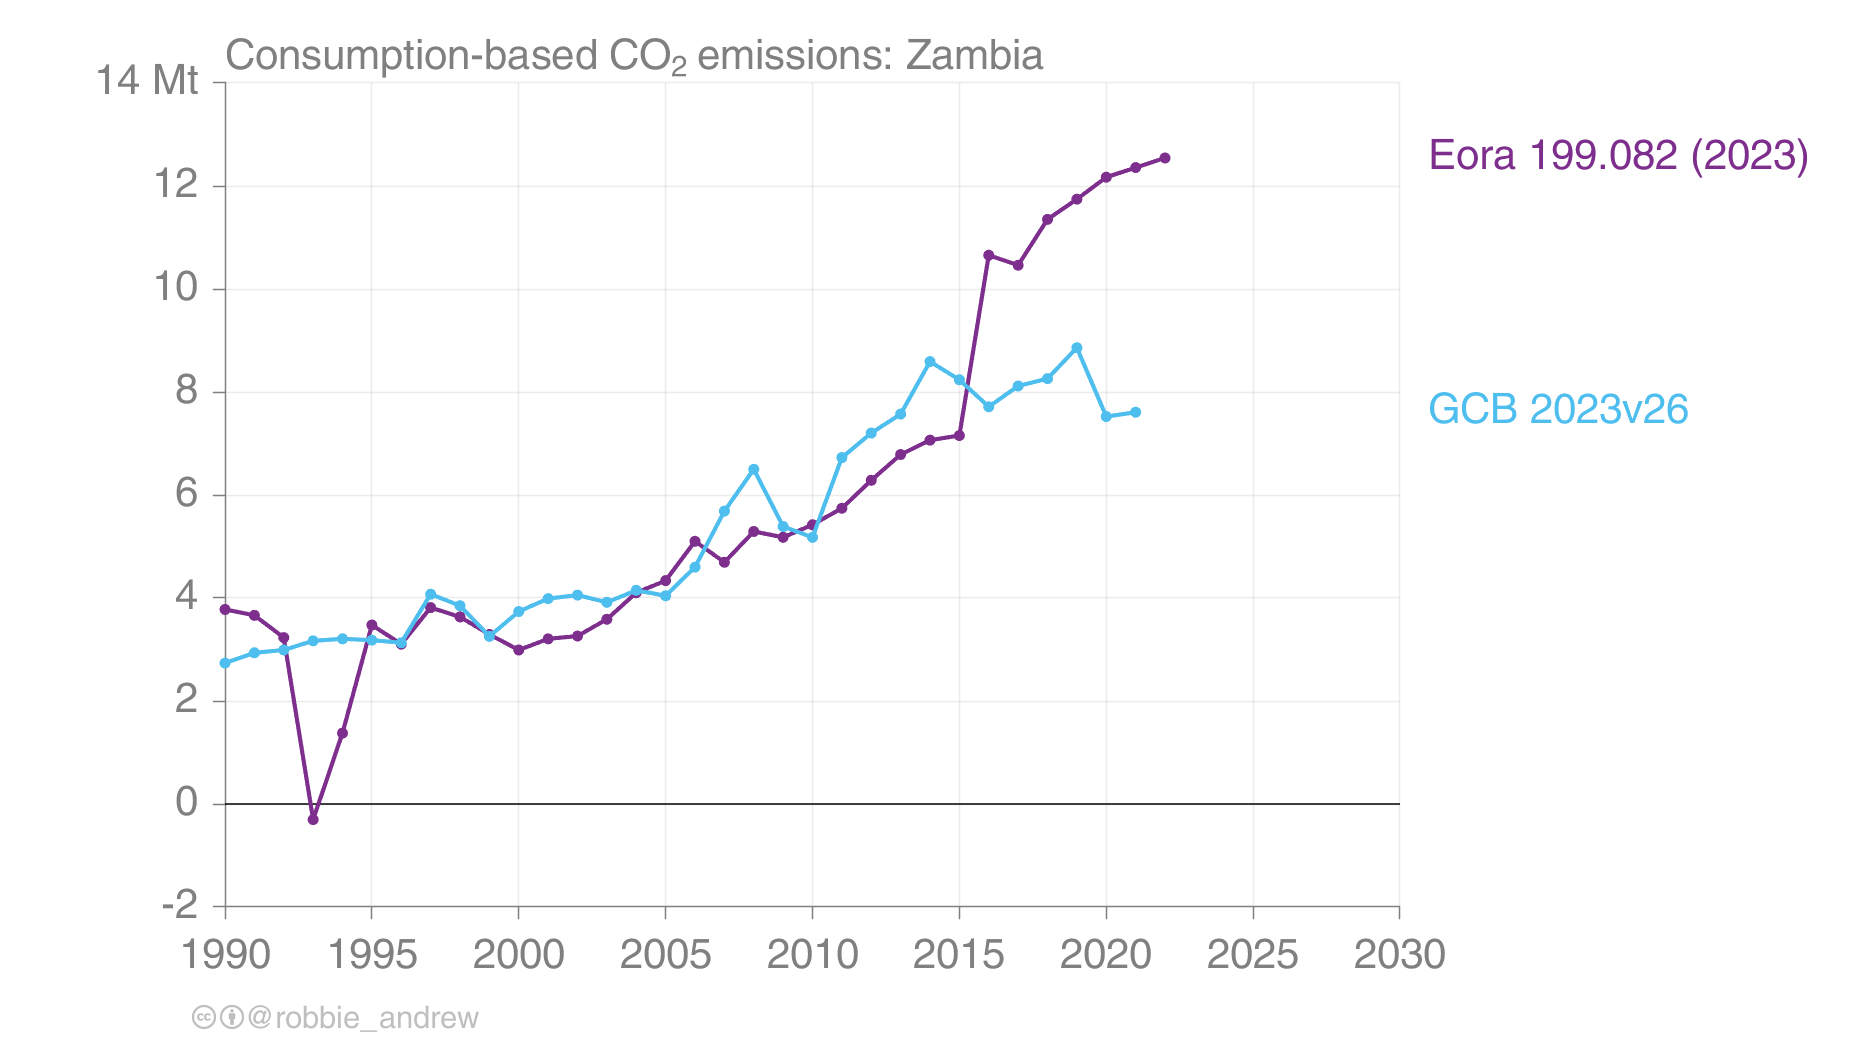 Consumption-based CO₂ emissions: Zambia
14 Mt
12
10
8
6
4
2
0
-2
1990 1995 2000 2005 2010 2015 2020 2025 2030
Eora 199.082 (2023)
GCB 2023v26
cc @robbie_andrew